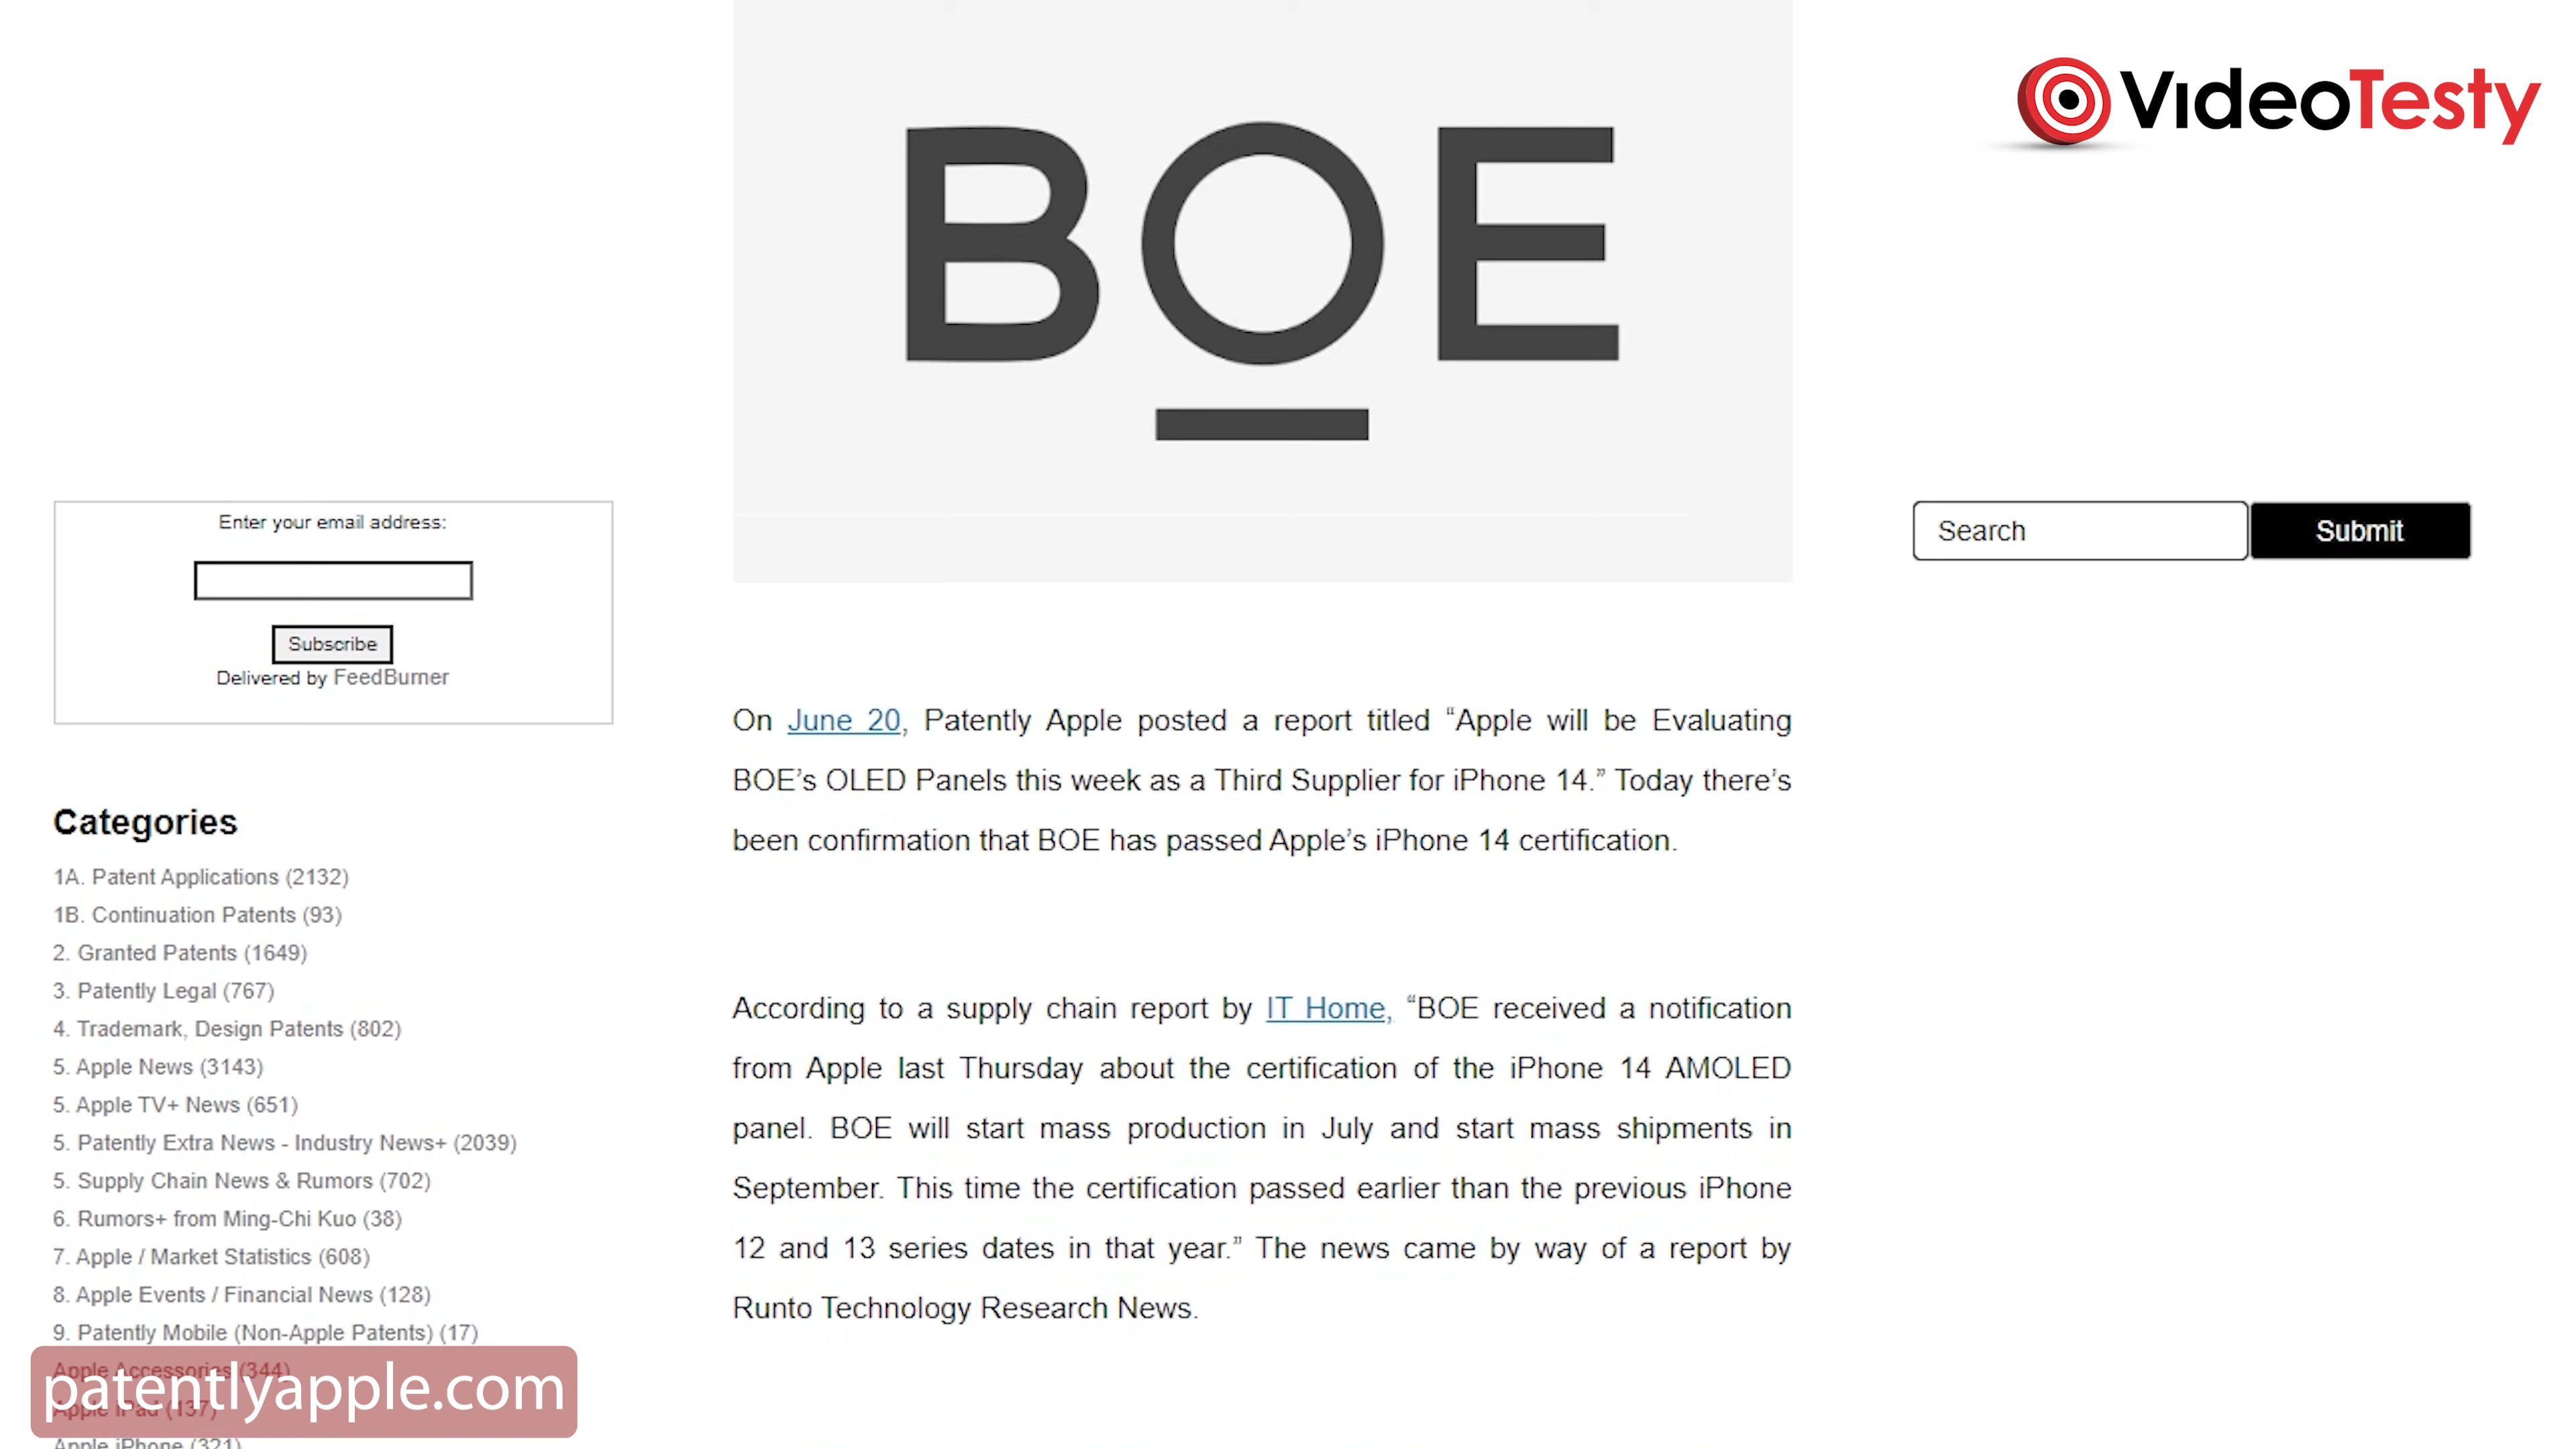 BOE
VideoTesty
Enter your email address:
Subscribe
Delivered by FeedBurner
Search
Submit
On June 20, Patently Apple posted a report titled “Apple will be Evaluating
BOE’s OLED Panels this week as a Third Supplier for iPhone 14.” Today there’s
been confirmation that BOE has passed Apple’s iPhone 14 certification.
According to a supply chain report by IT Home, “BOE received a notification
from Apple last Thursday about the certification of the iPhone 14 AMOLED
panel. BOE will start mass production in July and start mass shipments in
September. This time the certification passed earlier than the previous iPhone
12 and 13 series dates in that year.” The news came by way of a report by
Runto Technology Research News.
Categories
1A. Patent Applications (2132)
1B. Continuation Patents (93)
2. Granted Patents (1649)
3. Patently Legal (767)
4. Trademark, Design Patents (802)
5. Apple News (3143)
5. Apple TV+ News (651)
5. Patently Extra News - Industry News+ (2039)
5. Supply Chain News & Rumors (702)
6. Rumors+ from Ming-Chi Kuo (38)
7. Apple / Market Statistics (608)
8. Apple Events / Financial News (128)
9. Patently Mobile (Non-Apple Patents) (17)
Apple Accessories (344)
patentlyapple.com
Apple iPad (137)
Apple iPhone (321)